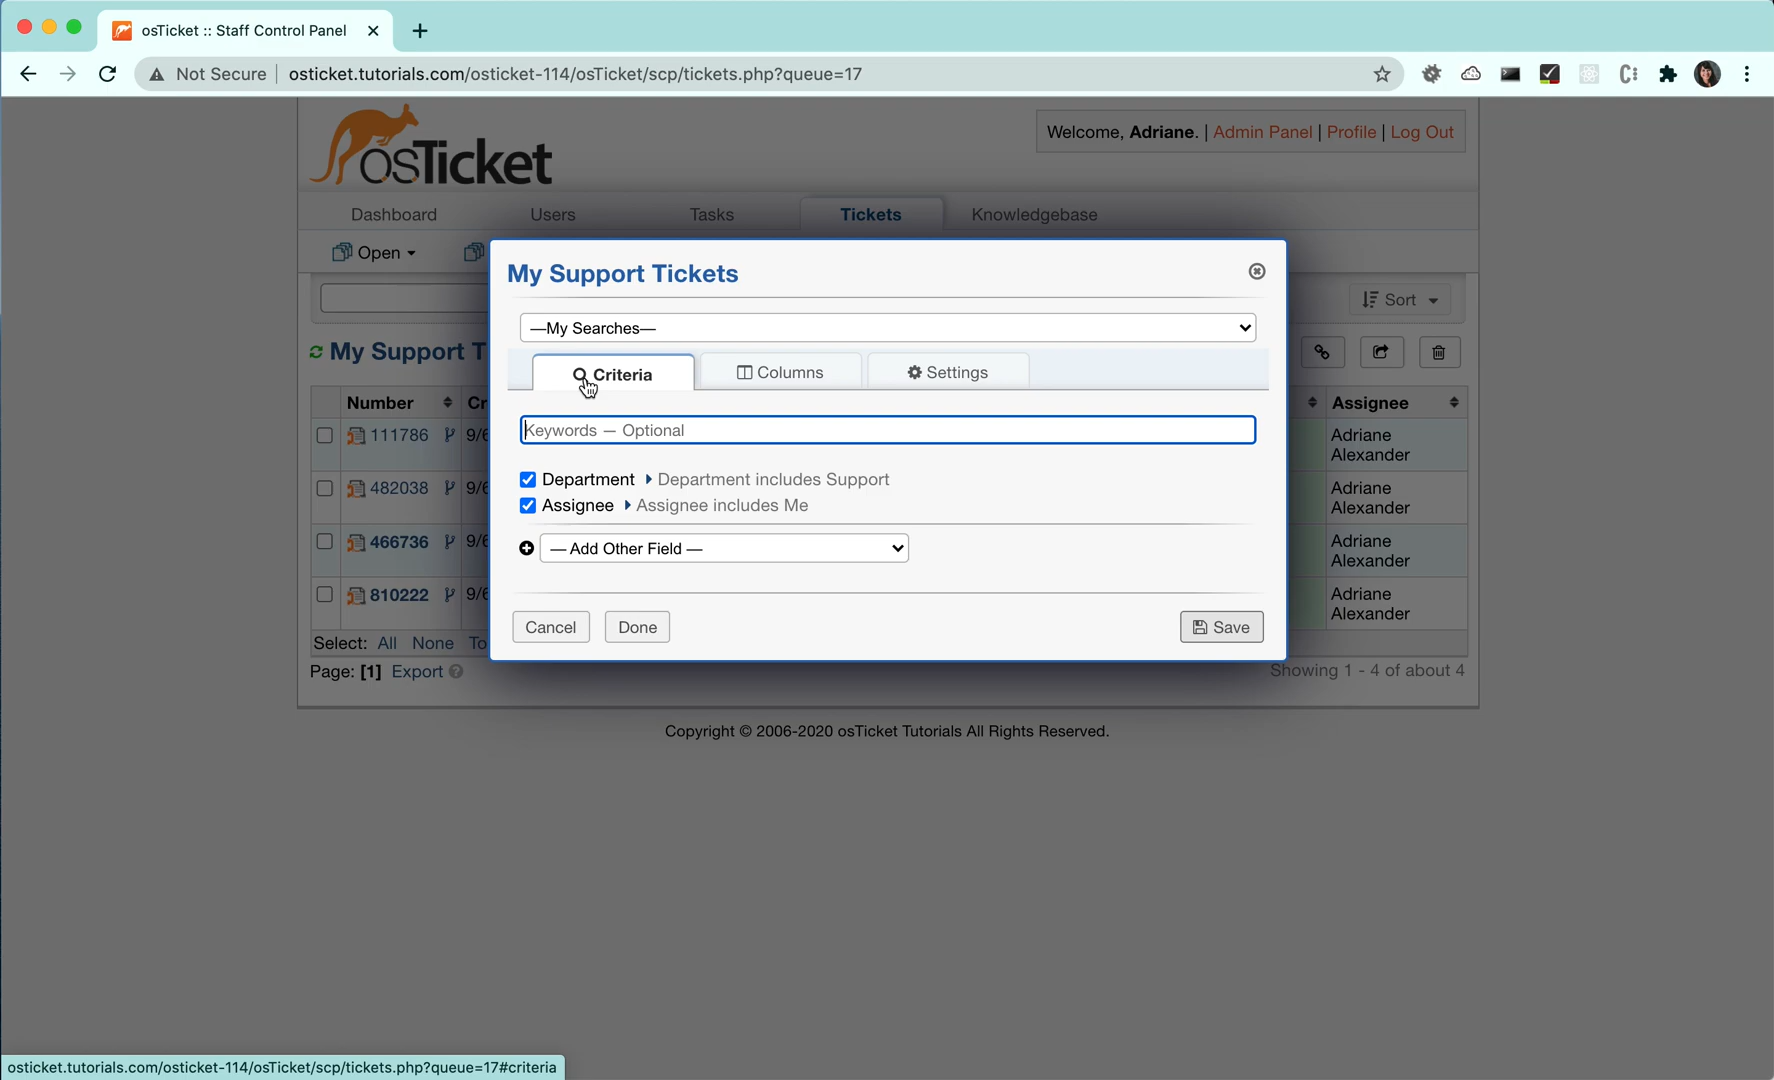 osTicket :: Staff Control Panel
Not Secure
osticket.tutorials.com/osticket-114/osTicket/scp/tickets.php?queue=17
osTicket
Welcome, Adriane. | Admin Panel | Profile | Log Out
Dashboard Users Tasks Tickets Knowledgebase
Open
My Support Tickets
Sort
—My Searches—
My Support T
Criteria Columns Settings
Number Cr Assignee
Keywords — Optional
111786 9/6 Adriane Alexander
Department Department includes Support
482038 9/6 Adriane Alexander
Assignee Assignee includes Me
466736 9/6 Adriane Alexander
— Add Other Field —
810222 9/6 Adriane Alexander
Cancel Done Save
Select: All None To
Page: [1] Export
Showing 1 - 4 of about 4
Copyright © 2006-2020 osTicket Tutorials All Rights Reserved.
osticket.tutorials.com/osticket-114/osTicket/scp/tickets.php?queue=17#criteria